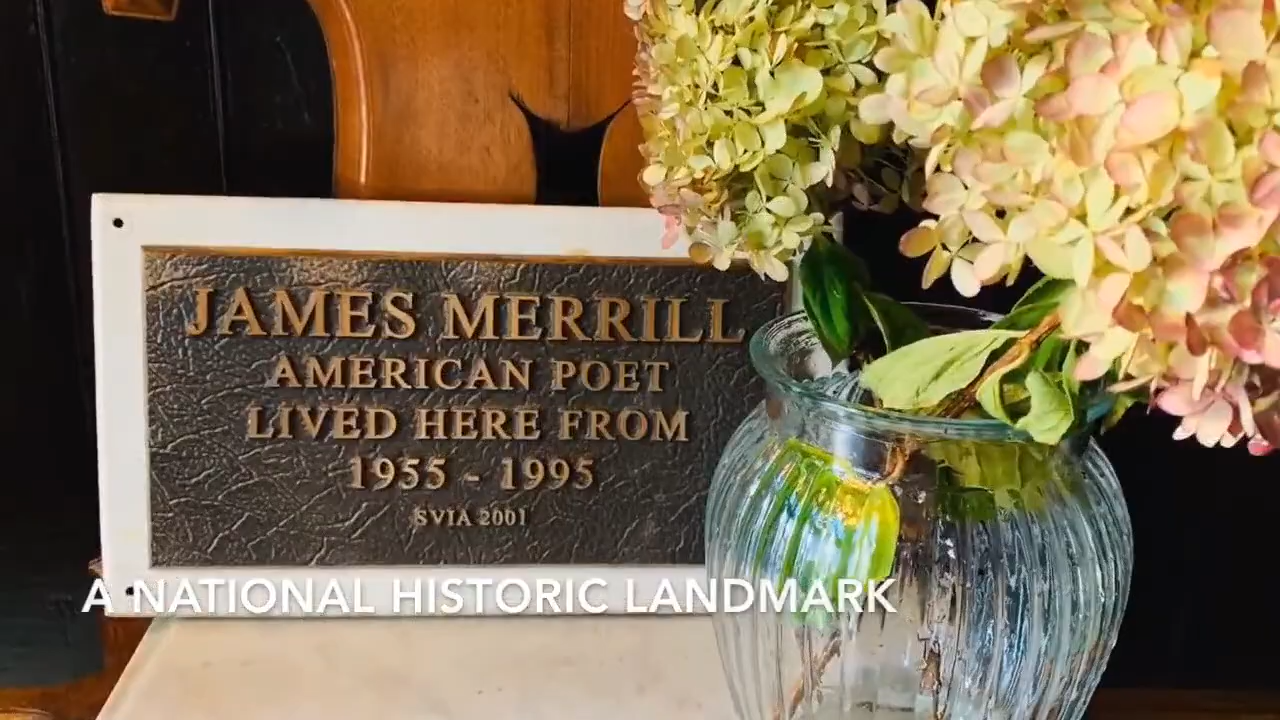 JAMES MERRILL
AMERICAN POET
LIVED HERE FROM
1955 - 1995
SVIA 2001
A NATIONAL HISTORIC LANDMARK